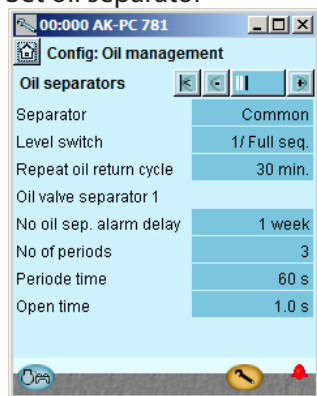 Set oil separator
00:000 AK-PC 781
Config: Oil management
Oil separators
Separator Common
Level switch 1/ Full seq.
Repeat oil return cycle 30 min.
Oil valve separator 1
No oil sep. alarm delay 1 week
No of periods 3
Periode time 60 s
Open time 1.0 s